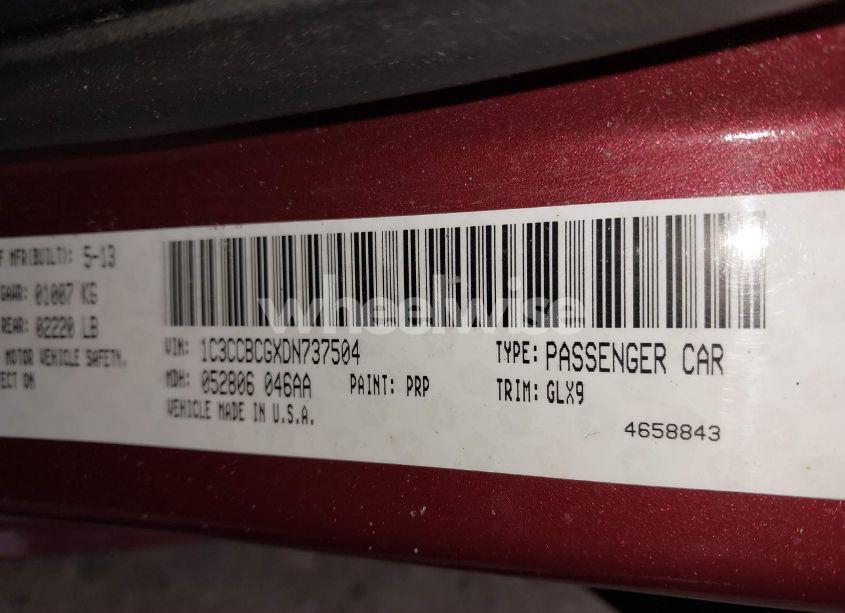 F MFR(BUILT): 5-13
GAWR: 01007 KG
REAR: 02220 LB
MOTOR VEHICLE SAFETY,
FECT ON
VIN: 1C3CCBCGXDN737504
TYPE: PASSENGER CAR
MDH: 052806 046AA PAINT: PRP
TRIM: GLX9
VEHICLE MADE IN U.S.A.
4658843
wheelwise